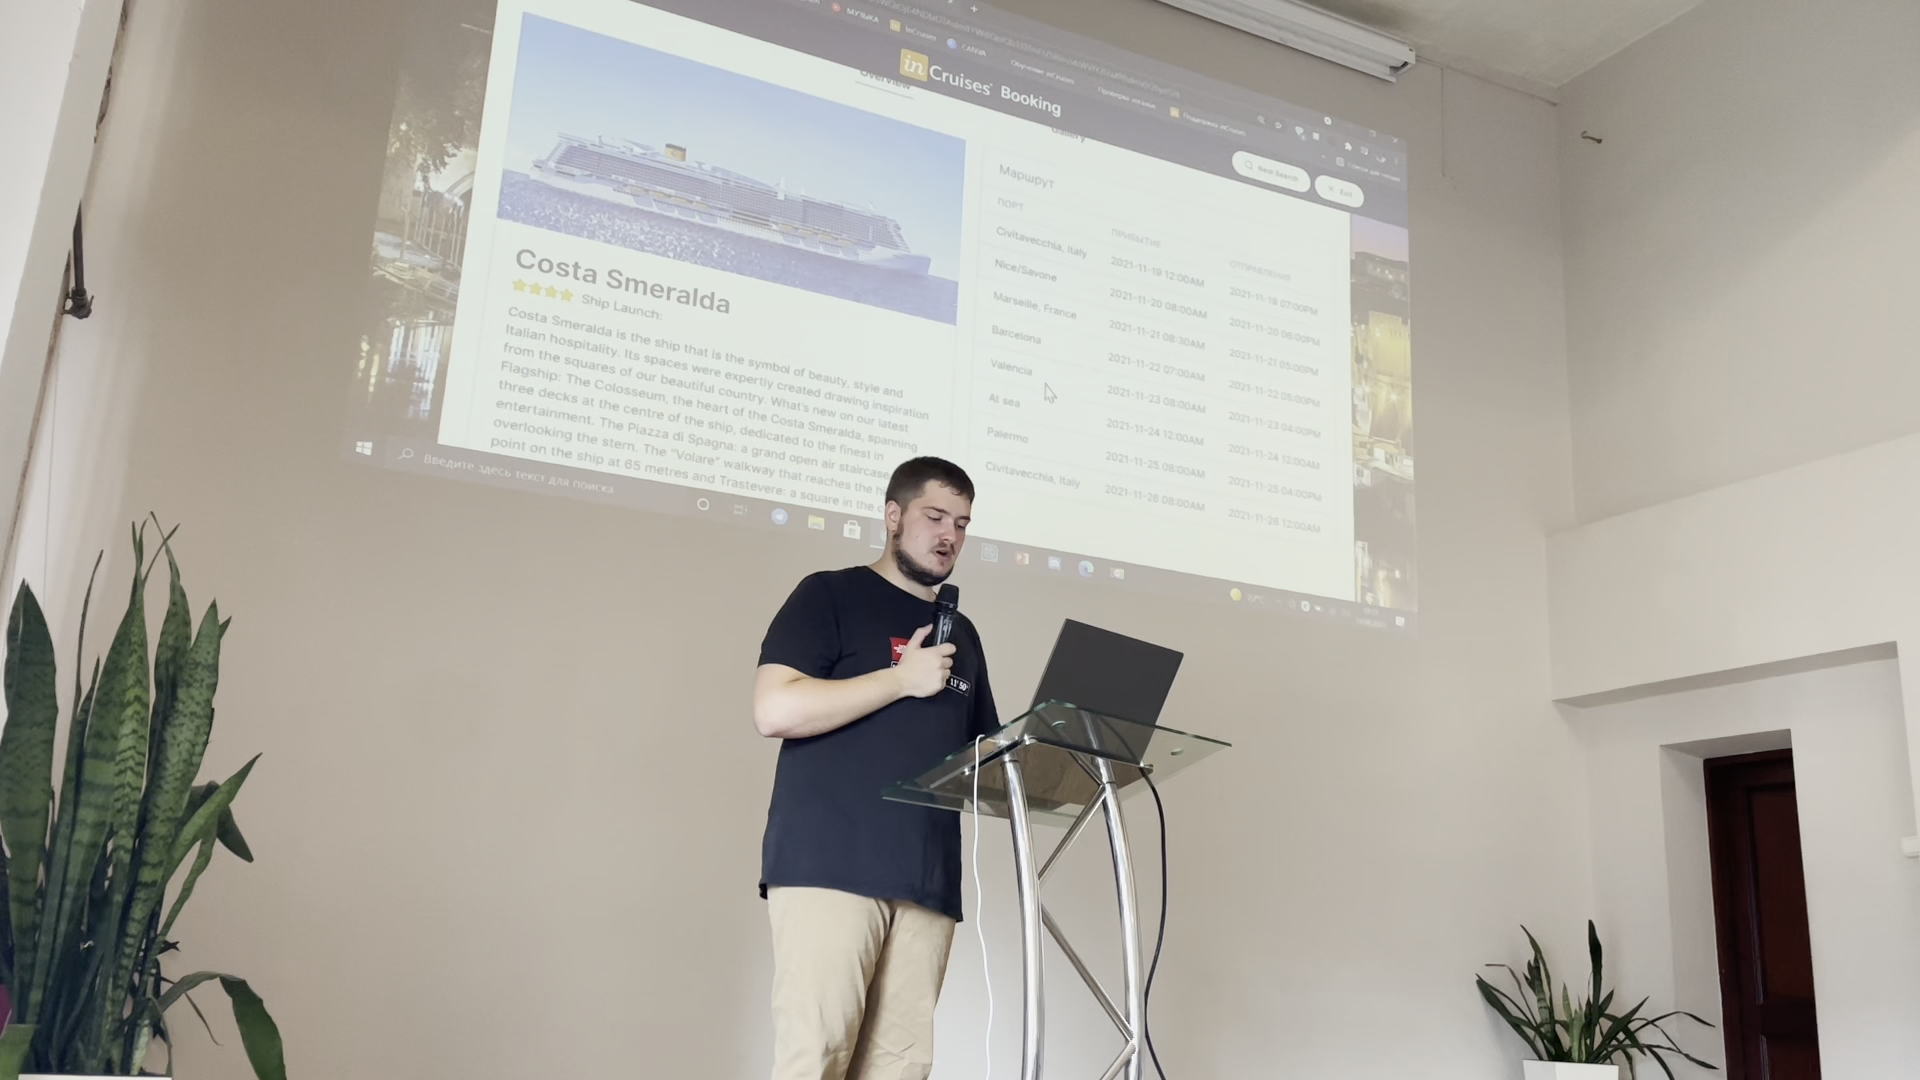 МУЗЫКА
inCruises
CANVA
Обучение inCruises
Поддержка inCruises
inCruises® Booking
New Search
Exit
Overview
Costa Smeralda
Ship Launch:
Costa Smeralda is the ship that is the symbol of beauty, style and
Italian hospitality. Its spaces were expertly created drawing inspiration
from the squares of our beautiful country. What's new on our latest
Flagship: The Colosseum, the heart of the Costa Smeralda, spanning
three decks at the centre of the ship, dedicated to the finest in
entertainment. The Piazza di Spagna: a grand open air staircase
overlooking the stern. The "Volare" walkway that reaches the
point on the ship at 65 metres and Trastevere: a square in the
Маршрут
ПОРТ ПРИБЫТИЕ ОТПРАВЛЕНИЕ
Civitavecchia, Italy 2021-11-19 12:00AM 2021-11-19 07:00PM
Nice/Savone 2021-11-20 08:00AM 2021-11-20 06:00PM
Marseille, France 2021-11-21 08:30AM 2021-11-21 05:00PM
Barcelona 2021-11-22 07:00AM 2021-11-22 05:00PM
Valencia 2021-11-23 08:00AM 2021-11-23 04:00PM
At sea 2021-11-24 12:00AM 2021-11-24 12:00AM
Palermo 2021-11-25 08:00AM 2021-11-25 04:00PM
Civitavecchia, Italy 2021-11-26 08:00AM 2021-11-26 12:00AM
Введите здесь текст для поиска